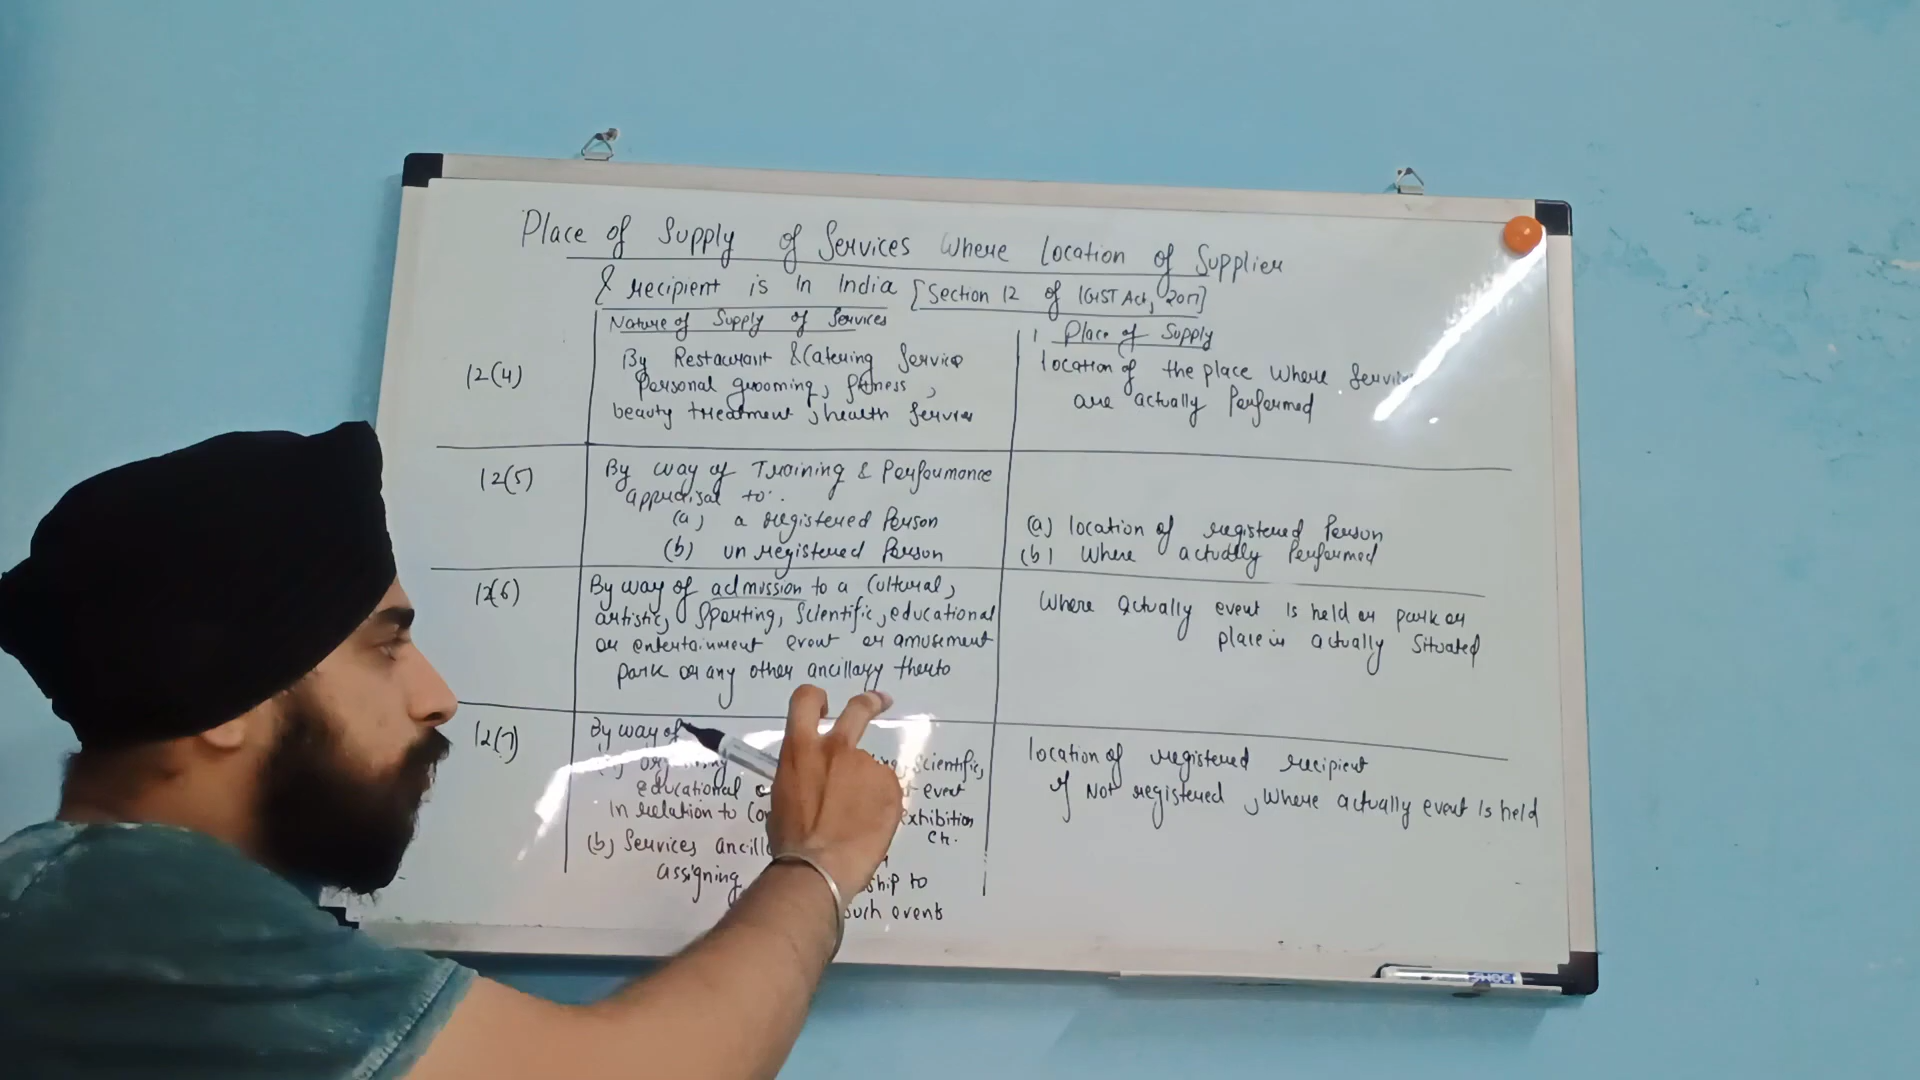 Place of Supply of Services Where Location of Supplier
& recipient is In India [Section 12 of IGST Act, 2017]
Nature of Supply of Services
Place of Supply
12(4)
By Restaurant & Catering Service
Personal grooming, fitness,
beauty treatment, health Service
location of the place where Servic
are actually Performed
12(5)
By way of Training & Performance
appraisal to:
(a) a registered Person
(b) un registered Person
(a) location of registered Person
(b) Where actually Performed
12(6)
By way of admission to a Cultural,
artistic, Sporting, Scientific, educational
or entertainment event or amusement
park or any other ancillary therto
Where actually event is held or park or
place is actually Situated
12(7)
By way of
Scientific,
educational
event
In relation to
exhibition
etc.
(b) Services
assigning
ship to
such events
location of registered recipient
If Not registered, Where actually event Is held